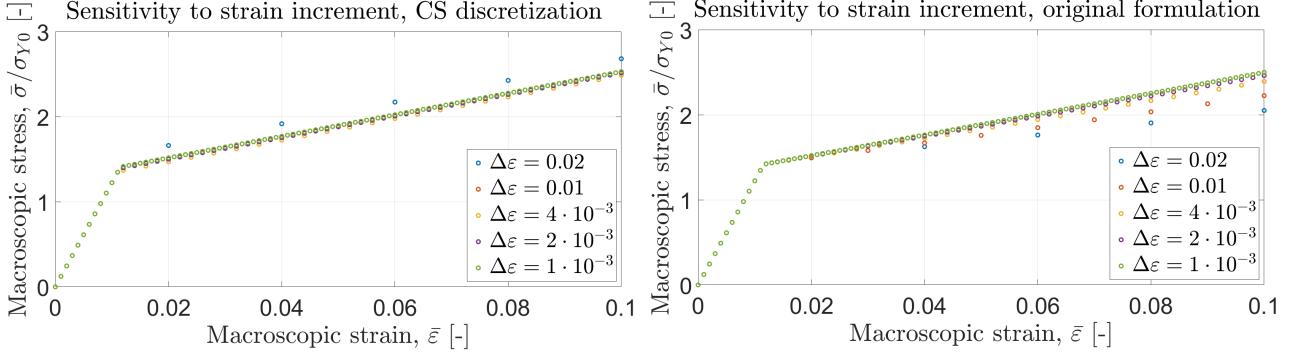 Sensitivity to strain increment, CS discretization
Macroscopic stress, σ̄/σ_{Y0} [-]
3
2
1
0
Δε = 0.02
Δε = 0.01
Δε = 4 · 10⁻³
Δε = 2 · 10⁻³
Δε = 1 · 10⁻³
0 0.02 0.04 0.06 0.08 0.1
Macroscopic strain, ε̄ [-]
Sensitivity to strain increment, original formulation
Macroscopic stress, σ̄/σ_{Y0} [-]
3
2
1
0
Δε = 0.02
Δε = 0.01
Δε = 4 · 10⁻³
Δε = 2 · 10⁻³
Δε = 1 · 10⁻³
0 0.02 0.04 0.06 0.08 0.1
Macroscopic strain, ε̄ [-]